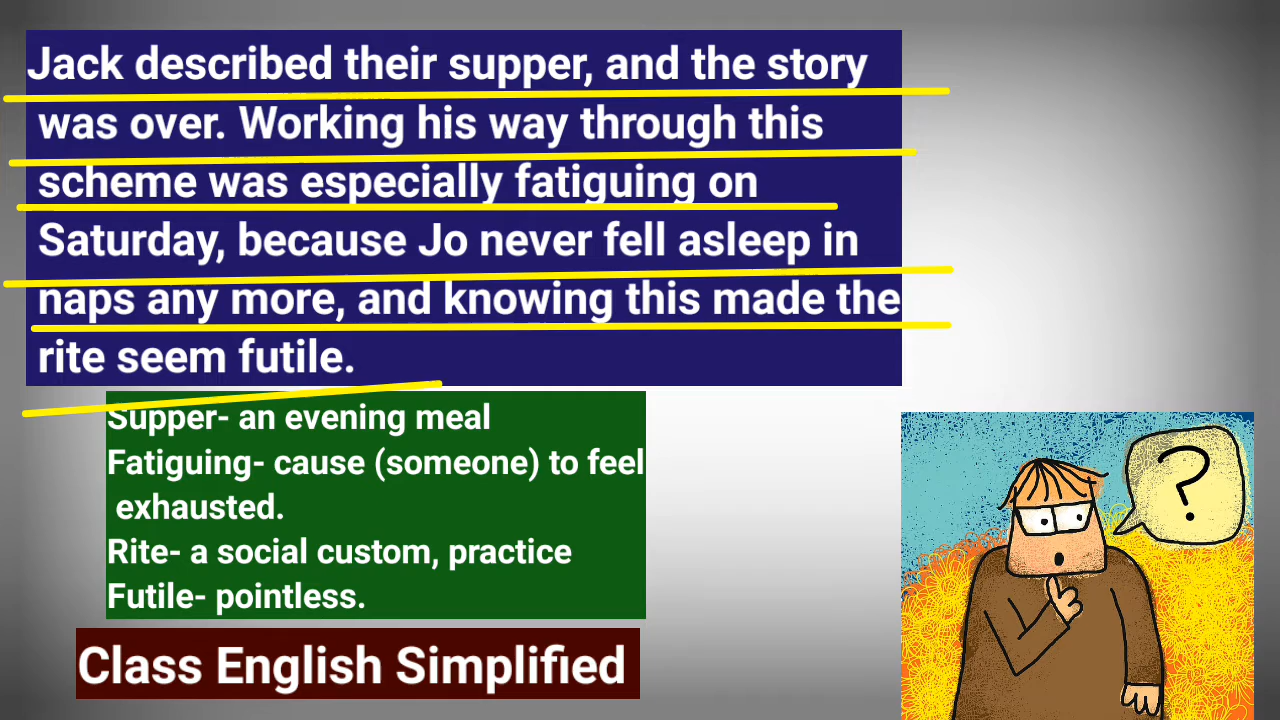 Jack described their supper, and the story
was over. Working his way through this
scheme was especially fatiguing on
Saturday, because Jo never fell asleep in
naps any more, and knowing this made the
rite seem futile.
Supper- an evening meal
Fatiguing- cause (someone) to feel
exhausted.
Rite- a social custom, practice
Futile- pointless.
Class English Simplified
?